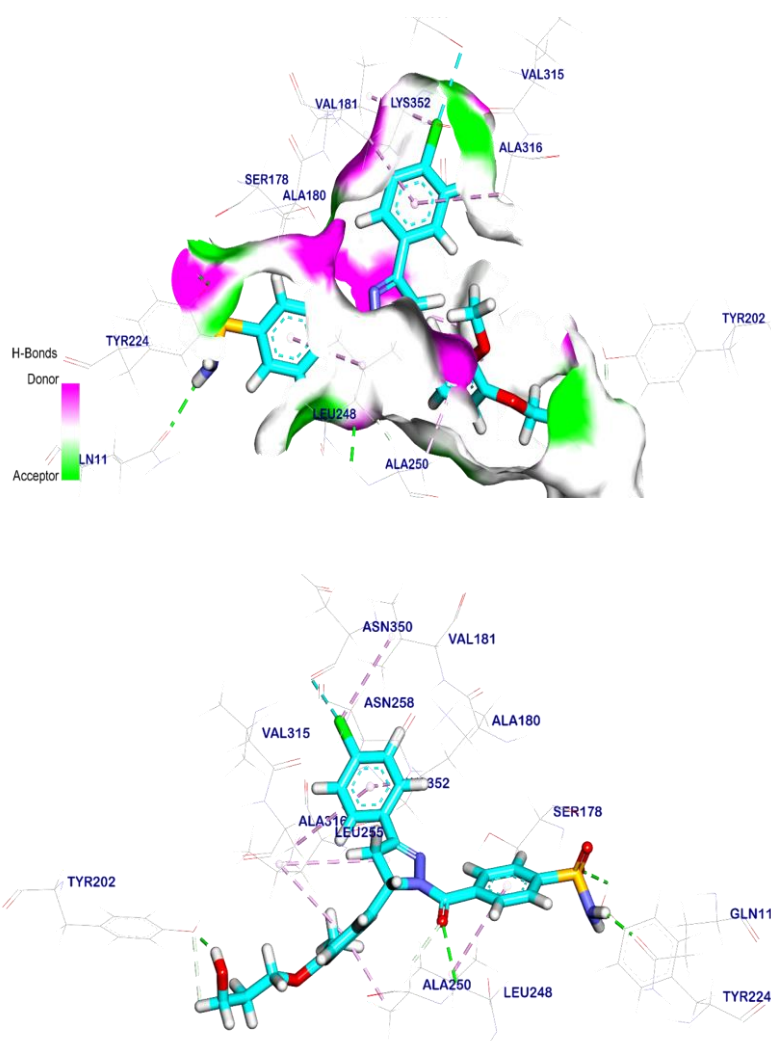 VAL315
VAL181
LYS352
ALA316
SER178
ALA180
TYR202
TYR224
H-Bonds
Donor
LEU248
LN11
ALA250
Acceptor
ASN350
VAL181
ASN258
ALA180
VAL315
352
ALA316
SER178
LEU255
TYR202
GLN11
ALA250
LEU248
TYR224